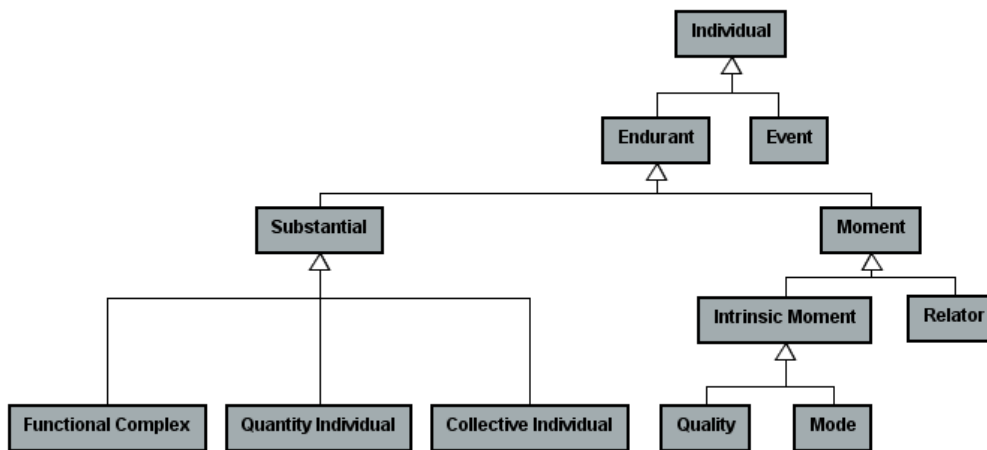 Individual
Endurant
Event
Substantial
Moment
Intrinsic Moment
Relator
Functional Complex
Quantity Individual
Collective Individual
Quality
Mode